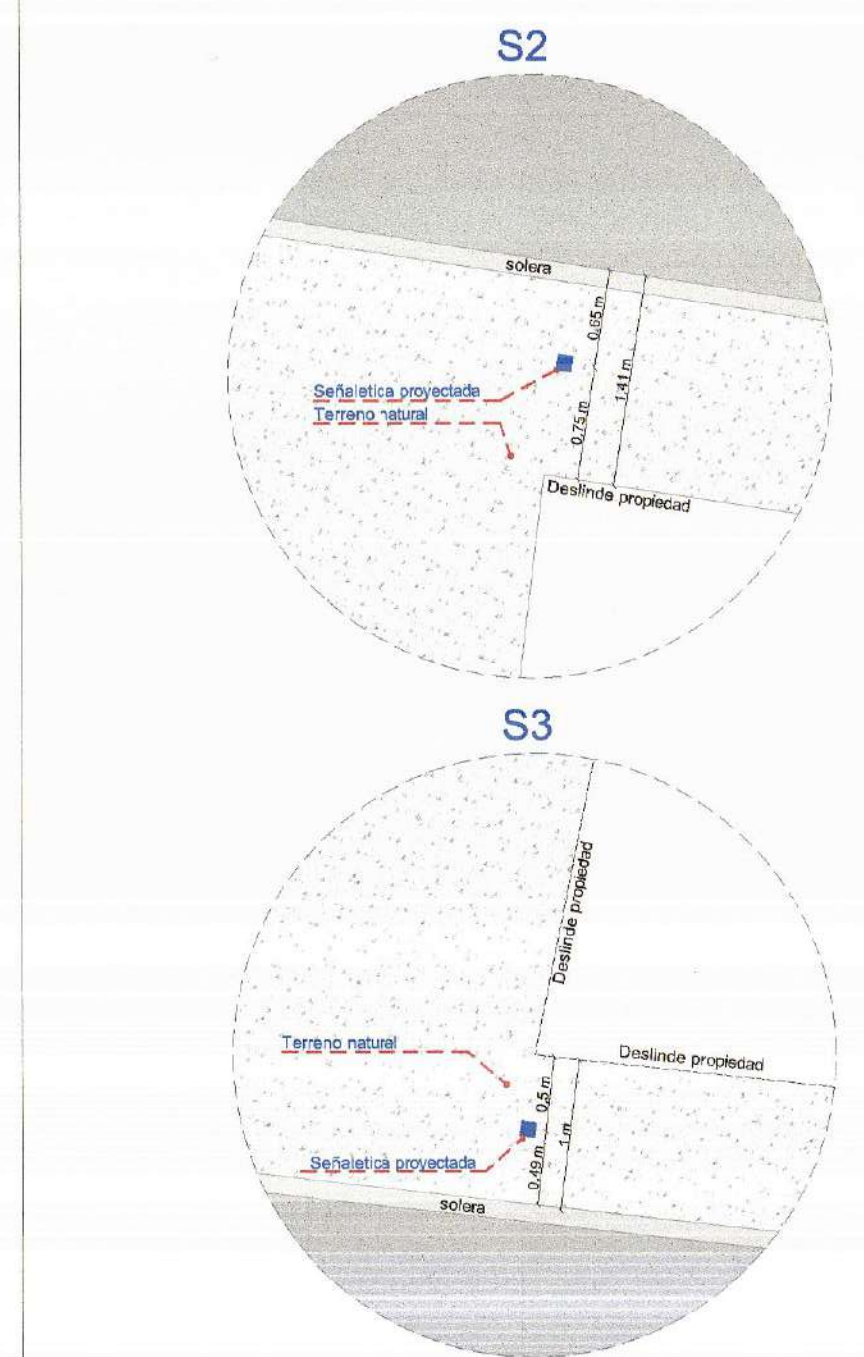 S2
solera
0,65 m
1,41 m
Señaletica proyectada
Terreno natural
0,75 m
Deslinde propiedad
S3
Deslinde propiedad
Terreno natural
Deslinde propiedad
0,5 m
1 m
Señaletica proyectada
0,49 m
solera